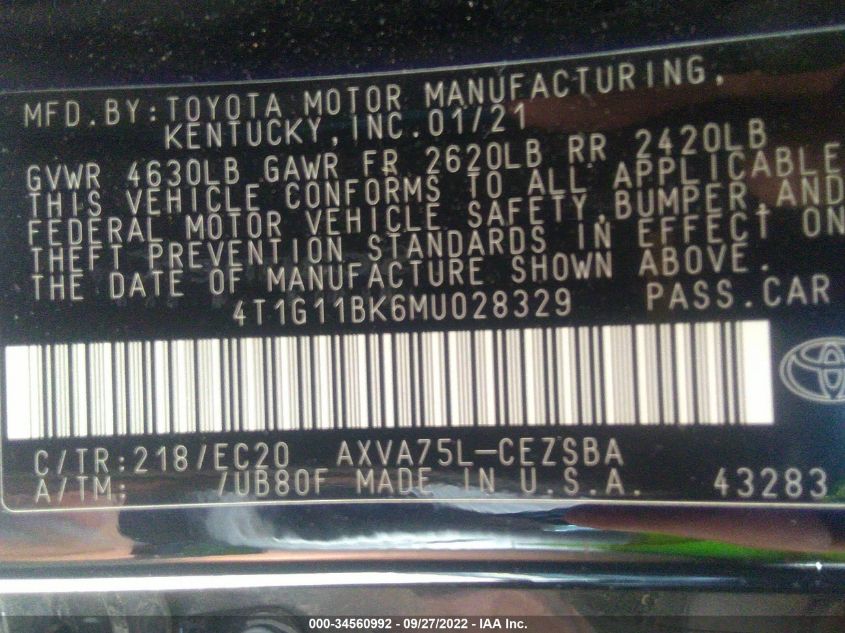 MFD.BY:TOYOTA MOTOR MANUFACTURING,
KENTUCKY,INC.01/21
GVWR 4630LB GAWR FR 2620LB RR 2420LB
THIS VEHICLE CONFORMS TO ALL APPLICABLE
FEDERAL MOTOR VEHICLE SAFETY,BUMPER,AND
THEFT PREVENTION STANDARDS IN EFFECT ON
THE DATE OF MANUFACTURE SHOWN ABOVE.
4T1G11BK6MU028329 PASS.CAR
C/TR:218/EC20 AXVA75L-CEZSBA
A/TM: /UB80F MADE IN U.S.A. 43283
000-34560992 - 09/27/2022 - IAA Inc.